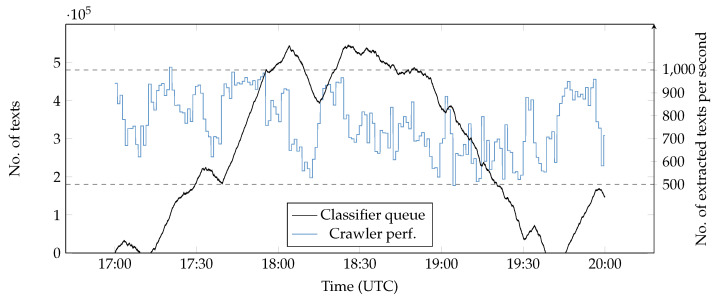 ·10⁵
No. of texts
5
4
3
2
1
0
1,000
900
800
700
600
500
No. of extracted texts per second
Classifier queue
Crawler perf.
17:00 17:30 18:00 18:30 19:00 19:30 20:00
Time (UTC)